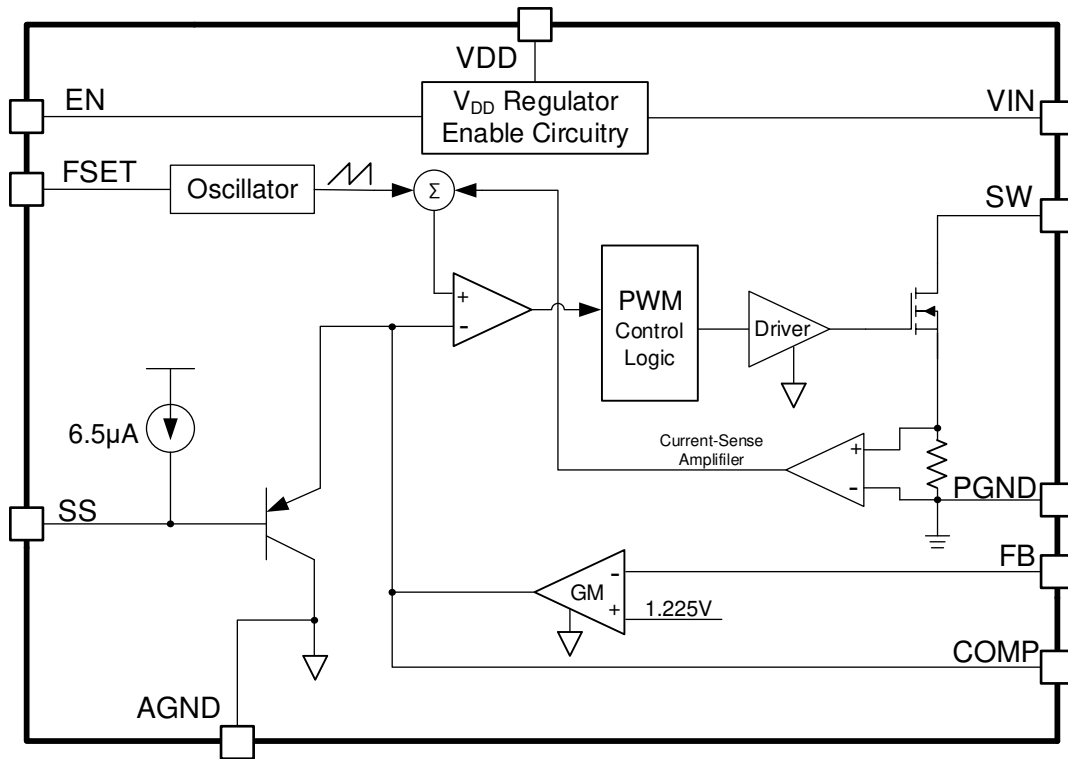 VDD
EN
V_DD Regulator
Enable Circuitry
VIN
FSET
Oscillator
Σ
SW
+
-
PWM
Control
Logic
Driver
6.5µA
Current-Sense
Amplifiler
+
-
PGND
SS
FB
GM
-
+
1.225V
COMP
AGND